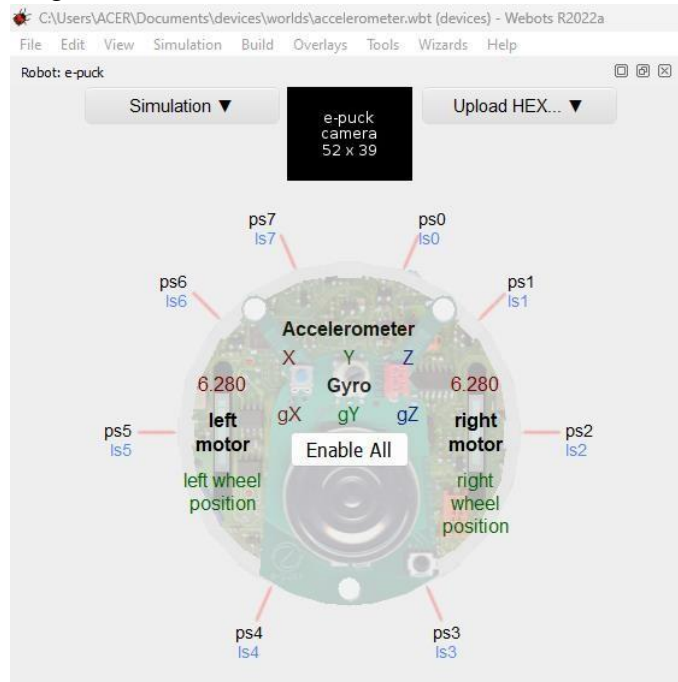 C:\Users\ACER\Documents\devices\worlds\accelerometer.wbt (devices) - Webots R2022a
File Edit View Simulation Build Overlays Tools Wizards Help
Robot: e-puck
Simulation ▼
e-puck
camera
52 x 39
Upload HEX... ▼
ps7
ls7
ps0
ls0
ps6
ls6
ps1
ls1
Accelerometer
X Y Z
6.280
Gyro
6.280
gX gY gZ
left
motor
right
motor
ps5
ls5
ps2
ls2
Enable All
left wheel
position
right
wheel
position
ps4
ls4
ps3
ls3